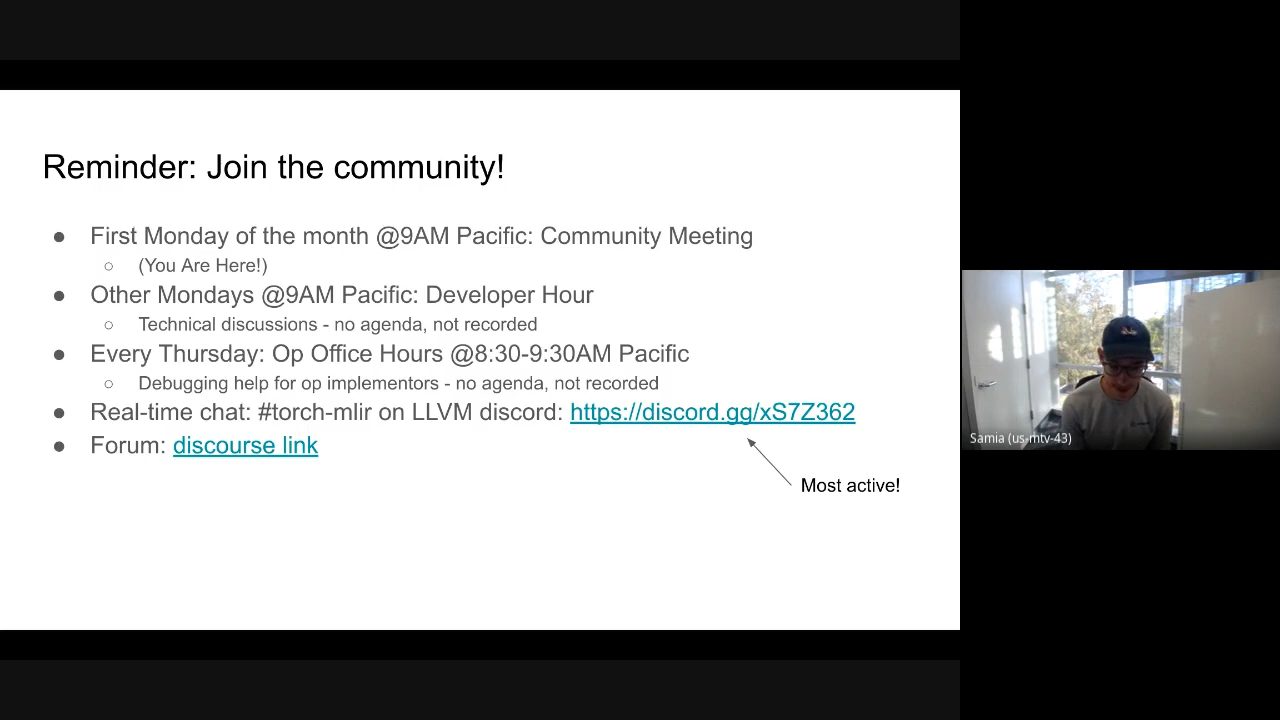 Reminder: Join the community!
● First Monday of the month @9AM Pacific: Community Meeting
○ (You Are Here!)
● Other Mondays @9AM Pacific: Developer Hour
○ Technical discussions - no agenda, not recorded
● Every Thursday: Op Office Hours @8:30-9:30AM Pacific
○ Debugging help for op implementors - no agenda, not recorded
● Real-time chat: #torch-mlir on LLVM discord: https://discord.gg/xS7Z362
● Forum: discourse link
Most active!
Samia (us-mtv-43)